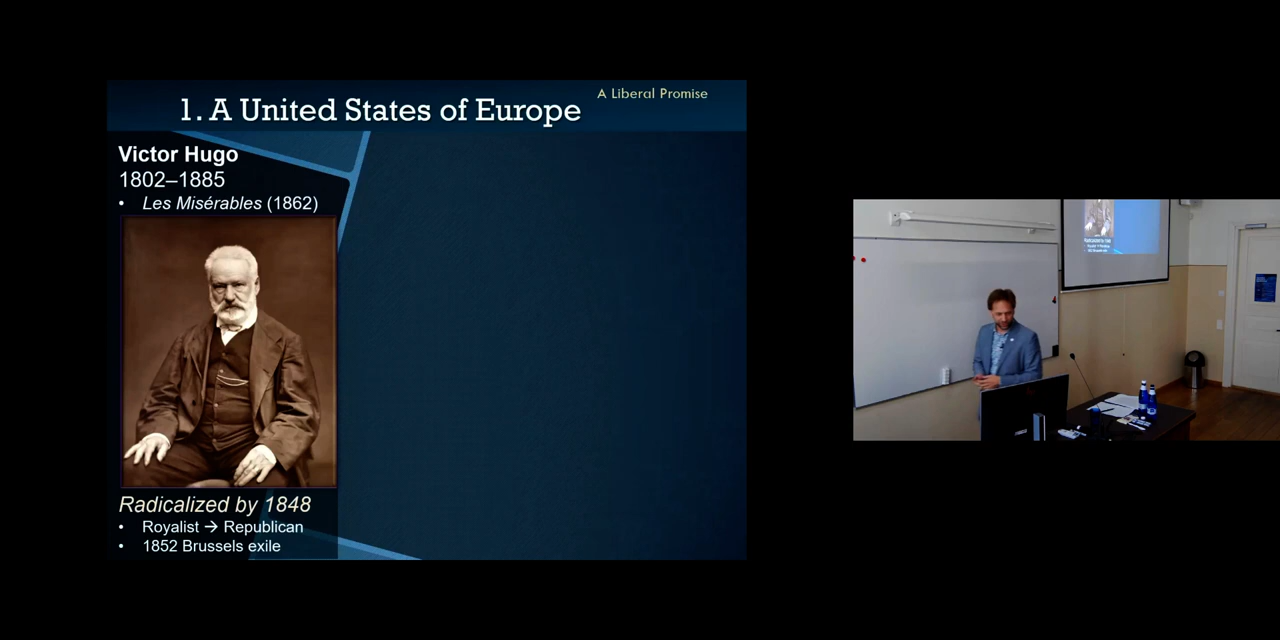 A Liberal Promise
1. A United States of Europe
Victor Hugo
1802–1885
• Les Misérables (1862)
Radicalized by 1848
• Royalist → Republican
• 1852 Brussels exile